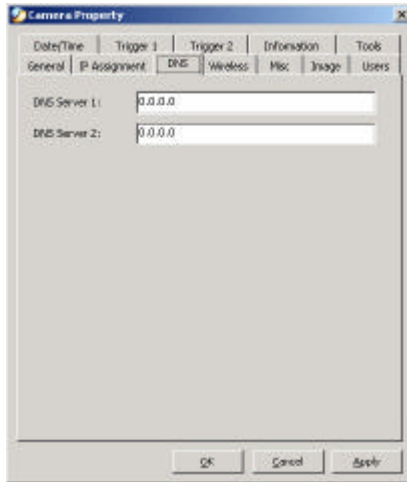 Camera Property
Date/Time Trigger 1 Trigger 2 Information Tools
General IP Assignment DNS Wireless Misc Image Users
DNS Server 1: 0.0.0.0
DNS Server 2: 0.0.0.0
OK Cancel Apply